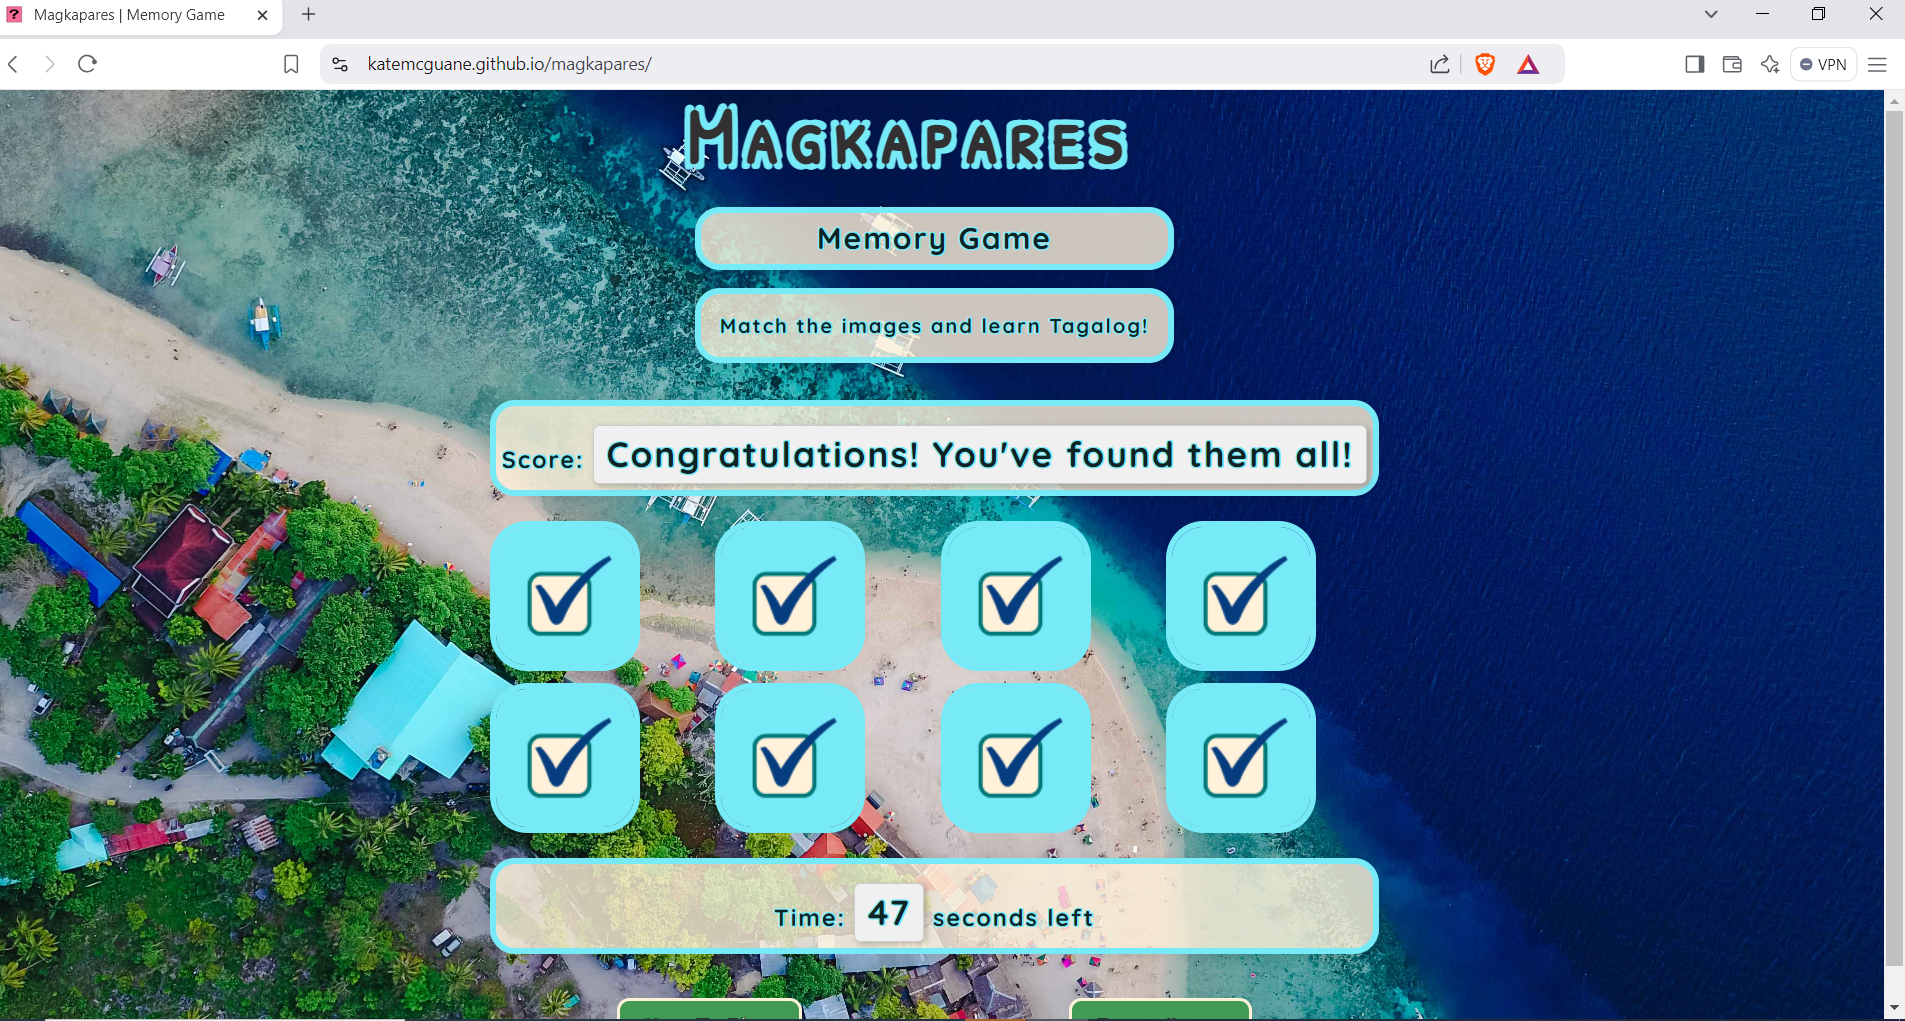 Magkapares | Memory Game
katemcguane.github.io/magkapares/
VPN
Magkapares
Memory Game
Match the images and learn Tagalog!
Score: Congratulations! You've found them all!
Time: 47 seconds left